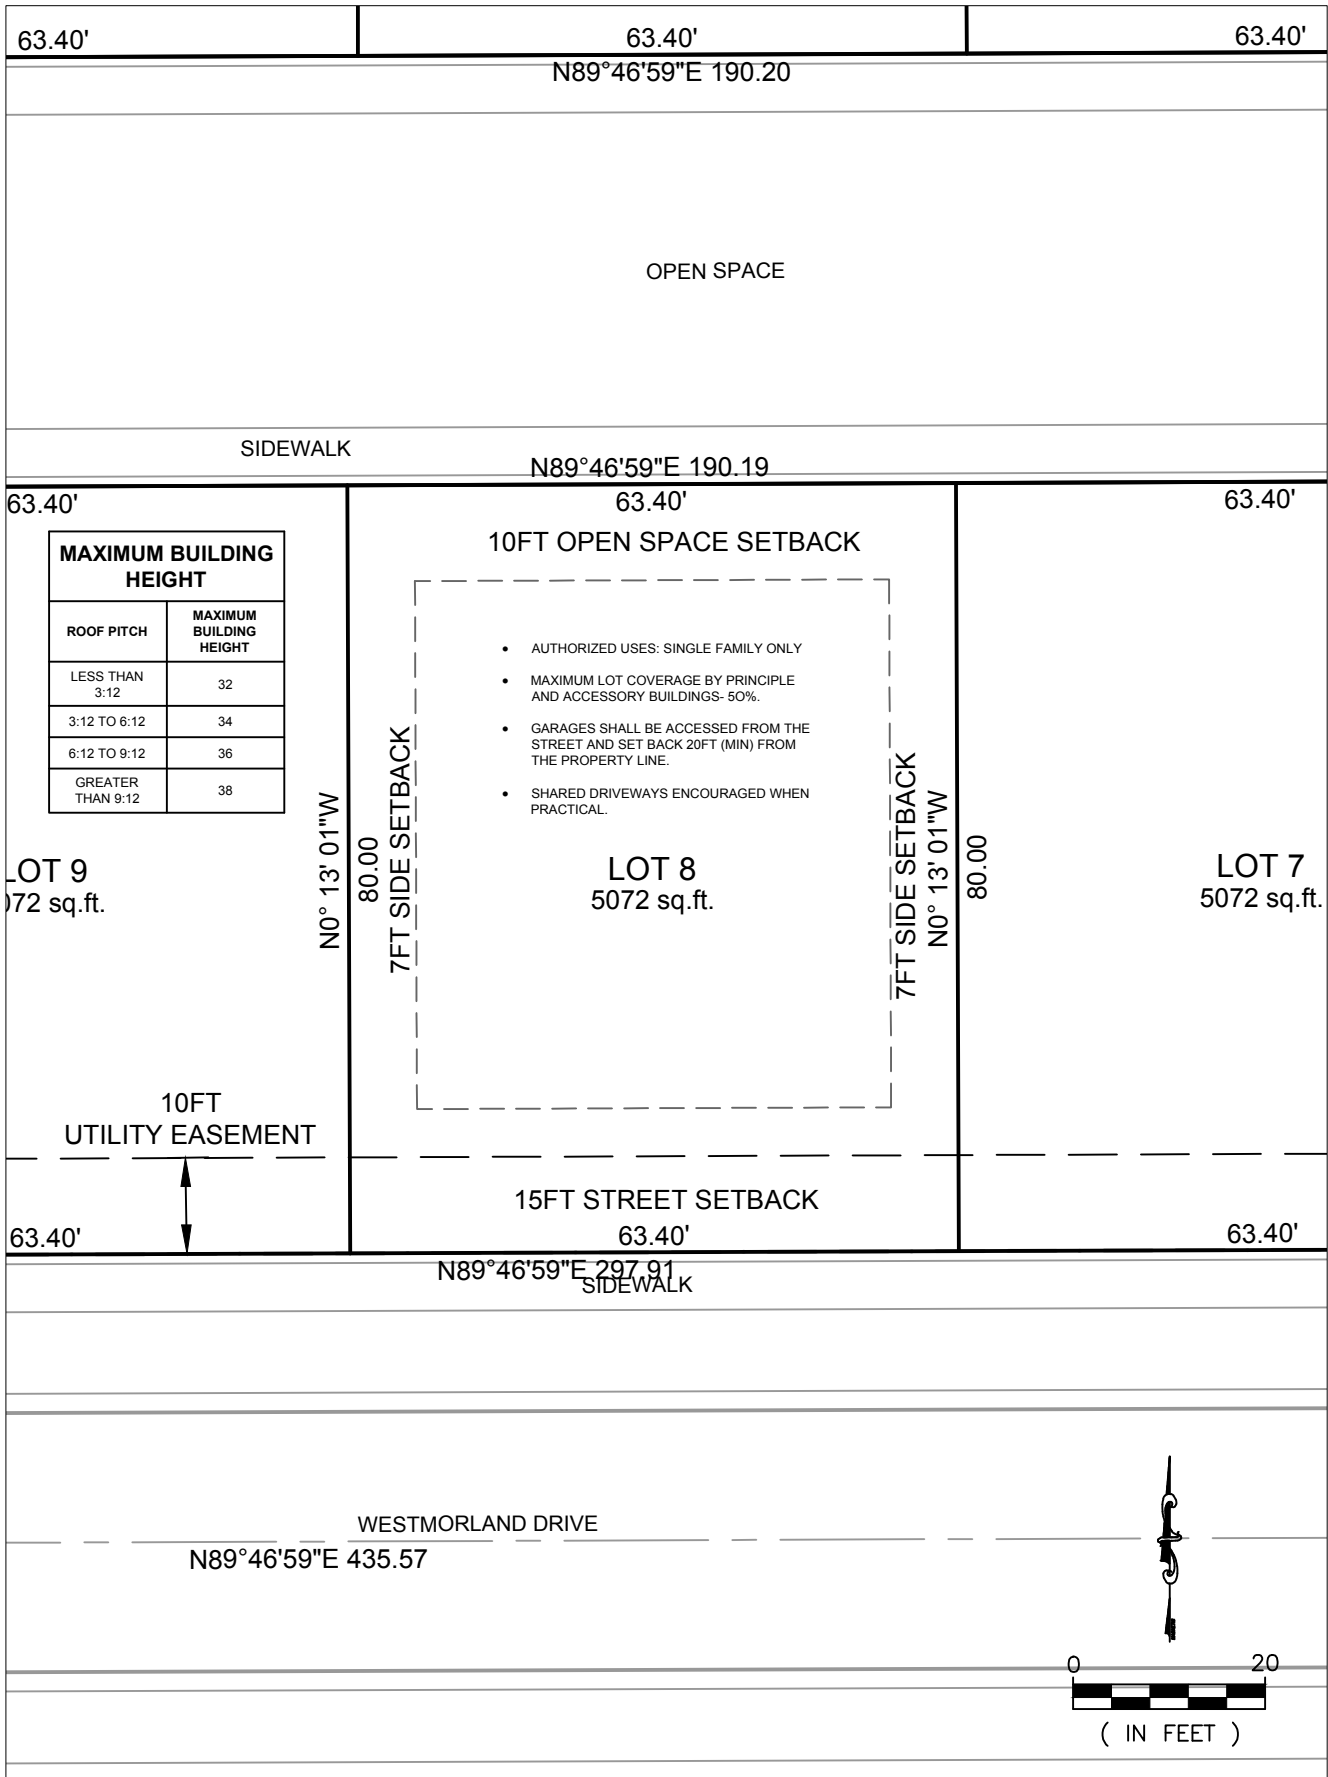 63.40'
63.40'
63.40'
N89°46'59"E 190.20
OPEN SPACE
SIDEWALK
N89°46'59"E 190.19
63.40'
63.40'
63.40'
10FT OPEN SPACE SETBACK
MAXIMUM BUILDING
HEIGHT
ROOF PITCH
MAXIMUM
BUILDING
HEIGHT
LESS THAN
3:12
32
3:12 TO 6:12
34
6:12 TO 9:12
36
GREATER
THAN 9:12
38
• AUTHORIZED USES: SINGLE FAMILY ONLY
• MAXIMUM LOT COVERAGE BY PRINCIPLE
AND ACCESSORY BUILDINGS- 50%.
• GARAGES SHALL BE ACCESSED FROM THE
STREET AND SET BACK 20FT (MIN) FROM
THE PROPERTY LINE.
• SHARED DRIVEWAYS ENCOURAGED WHEN
PRACTICAL.
N0° 13' 01"W
80.00
7FT SIDE SETBACK
7FT SIDE SETBACK
N0° 13' 01"W
80.00
LOT 9
072 sq.ft.
LOT 8
5072 sq.ft.
LOT 7
5072 sq.ft.
10FT
UTILITY EASEMENT
15FT STREET SETBACK
63.40'
63.40'
63.40'
N89°46'59"E 297.91
SIDEWALK
WESTMORLAND DRIVE
N89°46'59"E 435.57
0 20
( IN FEET )